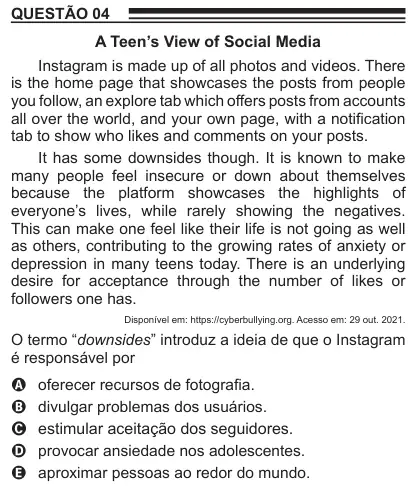 QUESTÃO 04
A Teen's View of Social Media
Instagram is made up of all photos and videos. There
is the home page that showcases the posts from people
you follow, an explore tab which offers posts from accounts
all over the world, and your own page, with a notification
tab to show who likes and comments on your posts.
It has some downsides though. It is known to make
many people feel insecure or down about themselves
because the platform showcases the highlights of
everyone's lives, while rarely showing the negatives.
This can make one feel like their life is not going as well
as others, contributing to the growing rates of anxiety or
depression in many teens today. There is an underlying
desire for acceptance through the number of likes or
followers one has.
Disponível em: https://cyberbullying.org. Acesso em: 29 out. 2021.
O termo "downsides" introduz a ideia de que o Instagram
é responsável por
A oferecer recursos de fotografia.
B divulgar problemas dos usuários.
C estimular aceitação dos seguidores.
D provocar ansiedade nos adolescentes.
E aproximar pessoas ao redor do mundo.